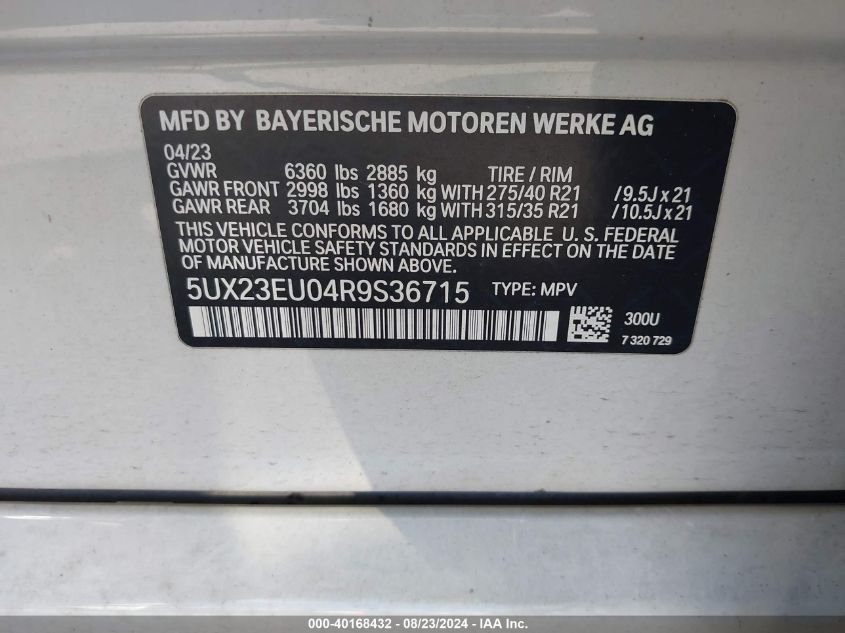 MFD BY BAYERISCHE MOTOREN WERKE AG
04/23
GVWR 6360 lbs 2885 kg TIRE / RIM
GAWR FRONT 2998 lbs 1360 kg WITH 275/40 R21 /9.5J x 21
GAWR REAR 3704 lbs 1680 kg WITH 315/35 R21 /10.5J x 21
THIS VEHICLE CONFORMS TO ALL APPLICABLE U. S. FEDERAL
MOTOR VEHICLE SAFETY STANDARDS IN EFFECT ON THE DATE
OF MANUFACTURE SHOWN ABOVE.
5UX23EU04R9S36715 TYPE: MPV
300U
7 320 729
000-40168432 - 08/23/2024 - IAA Inc.